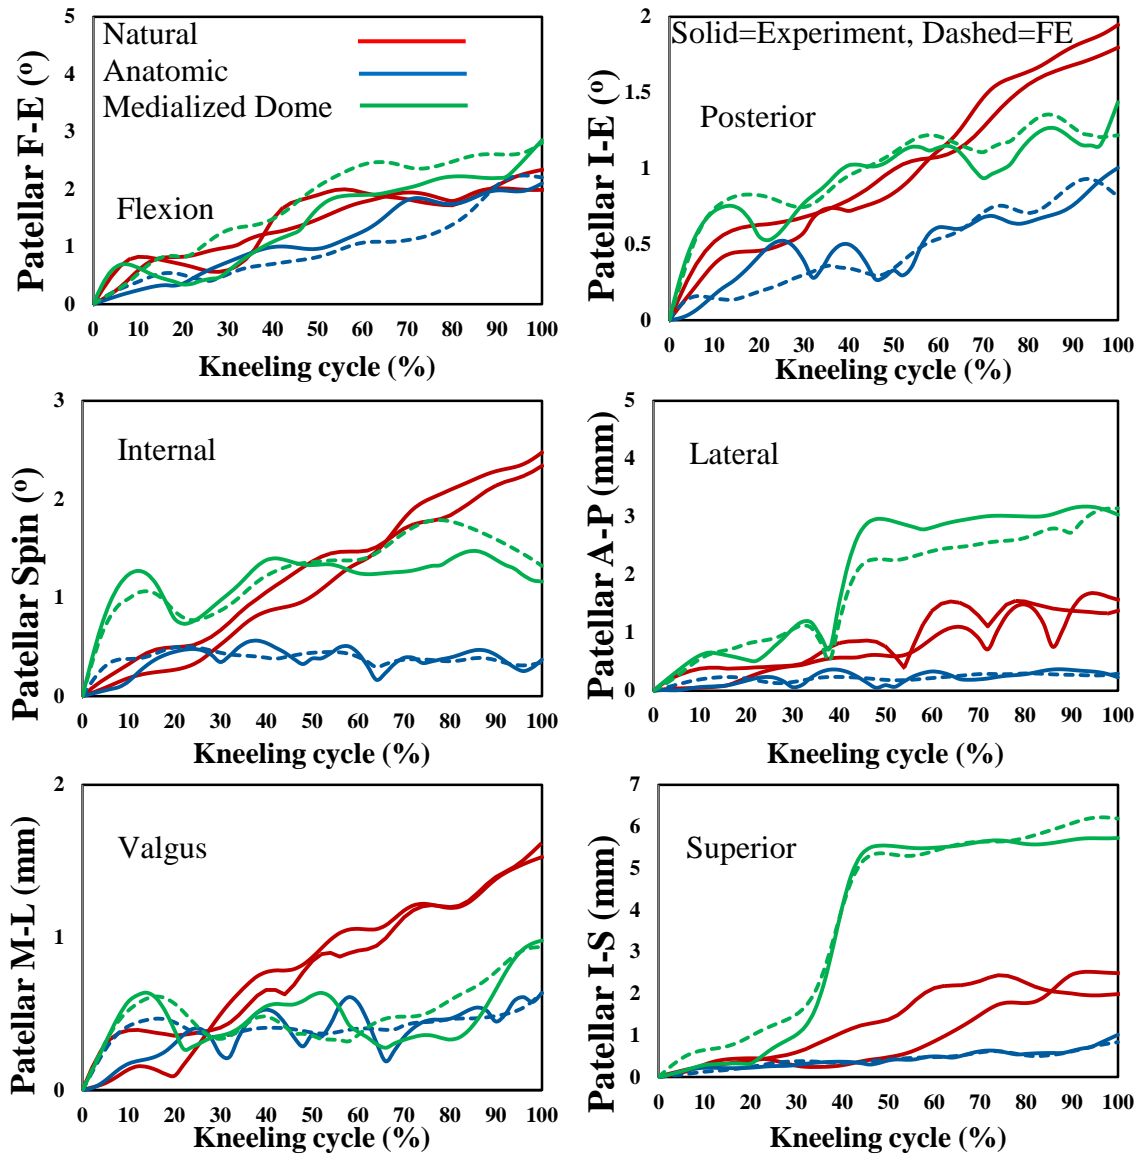 Patellar F-E (º)
5
4
3
2
1
0
Natural
Anatomic
Medialized Dome
Flexion
0 10 20 30 40 50 60 70 80 90 100
Kneeling cycle (%)
Patellar I-E (º)
2
1.5
1
0.5
0
Solid=Experiment, Dashed=FE
Posterior
0 10 20 30 40 50 60 70 80 90 100
Kneeling cycle (%)
Patellar Spin (º)
3
2
1
0
Internal
0 10 20 30 40 50 60 70 80 90 100
Kneeling cycle (%)
Patellar A-P (mm)
5
4
3
2
1
0
Lateral
0 10 20 30 40 50 60 70 80 90 100
Kneeling cycle (%)
Patellar M-L (mm)
2
1
0
Valgus
0 10 20 30 40 50 60 70 80 90 100
Kneeling cycle (%)
Patellar I-S (mm)
7
6
5
4
3
2
1
0
Superior
0 10 20 30 40 50 60 70 80 90 100
Kneeling cycle (%)